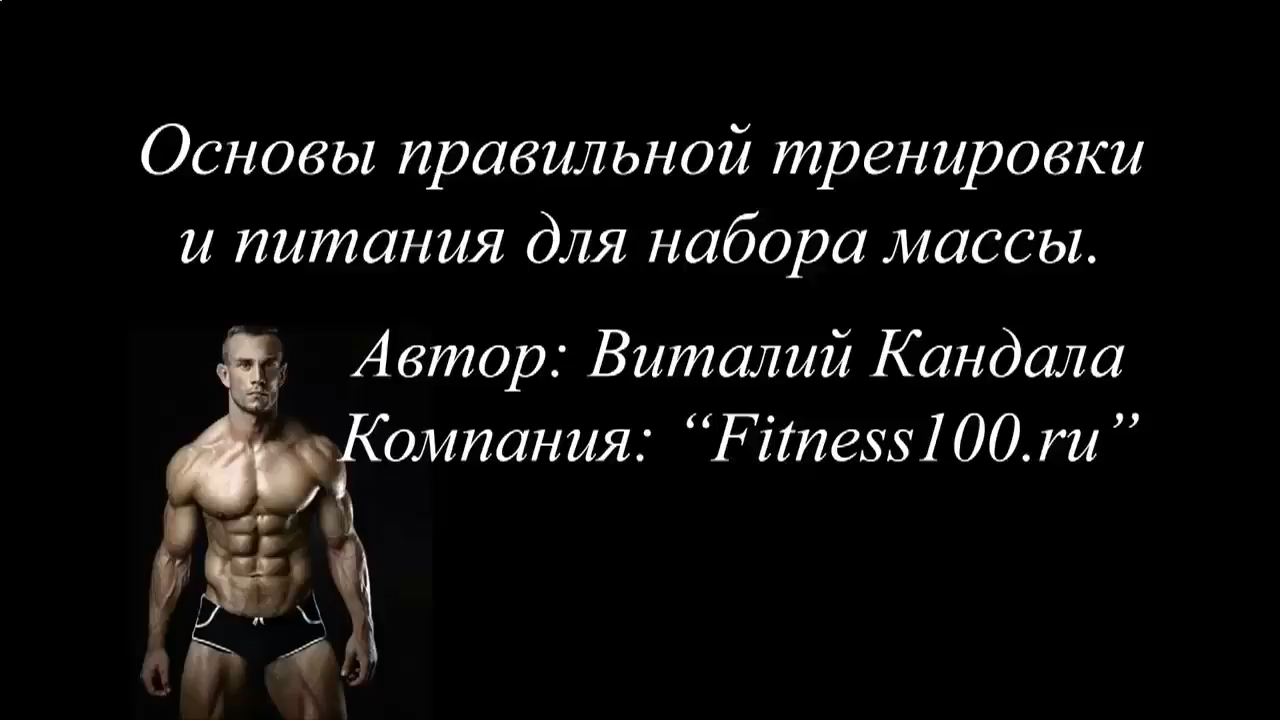 Основы правильной тренировки
и питания для набора массы.
Автор: Виталий Кандала
Компания: “Fitness100.ru”